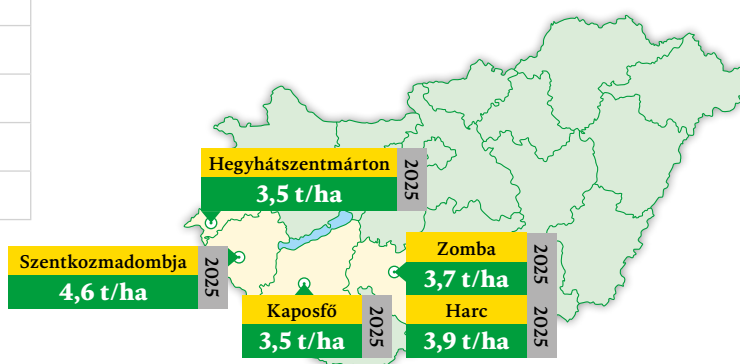 Hegyhátszentmárton
3,5 t/ha
2025
Szentkozmadombja
4,6 t/ha
2025
Zomba
3,7 t/ha
2025
Kaposfő
3,5 t/ha
2025
Harc
3,9 t/ha
2025